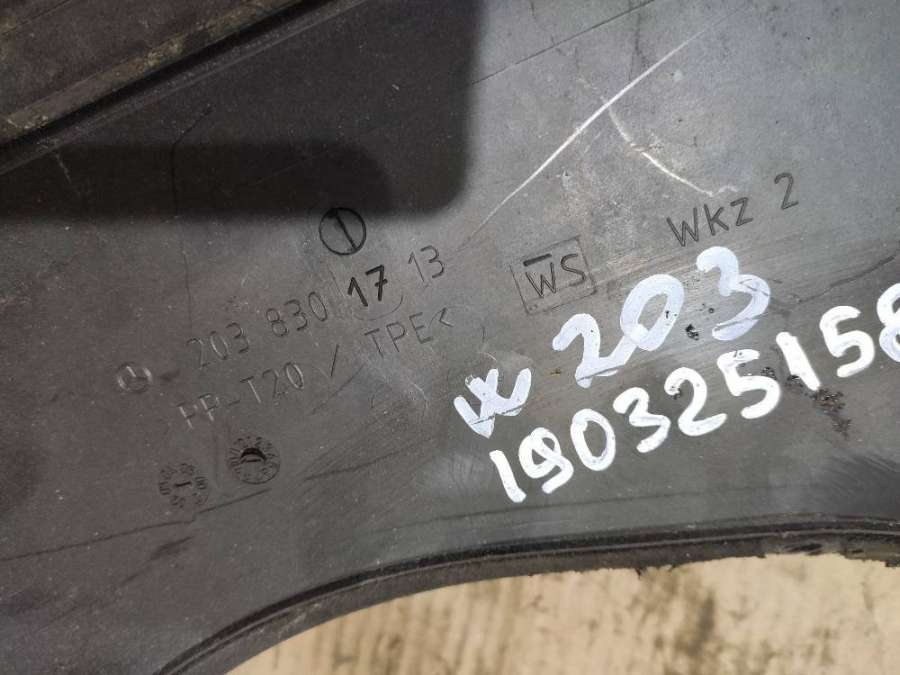 203 830 17 13
PP-T20 / TPE<
WS
WKZ 2
W 203
190325158